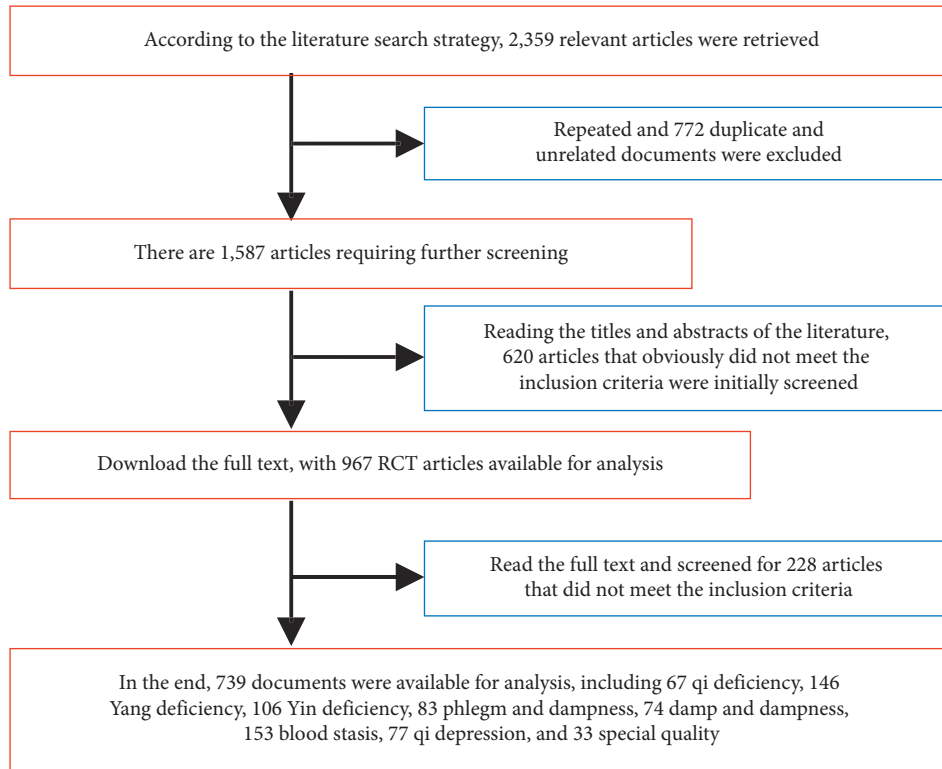 According to the literature search strategy, 2,359 relevant articles were retrieved
Repeated and 772 duplicate and
unrelated documents were excluded
There are 1,587 articles requiring further screening
Reading the titles and abstracts of the literature,
620 articles that obviously did not meet the
inclusion criteria were initially screened
Download the full text, with 967 RCT articles available for analysis
Read the full text and screened for 228 articles
that did not meet the inclusion criteria
In the end, 739 documents were available for analysis, including 67 qi deficiency, 146
Yang deficiency, 106 Yin deficiency, 83 phlegm and dampness, 74 damp and dampness,
153 blood stasis, 77 qi depression, and 33 special quality